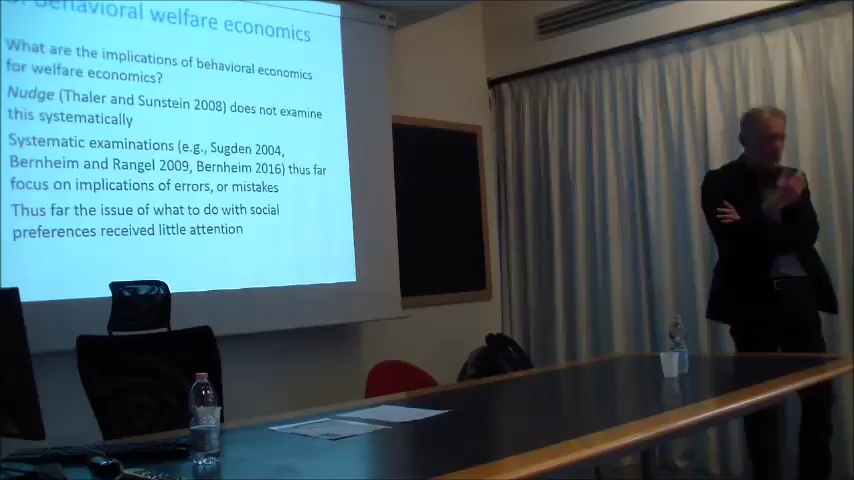 Behavioral welfare economics
What are the implications of behavioral economics
for welfare economics?
Nudge (Thaler and Sunstein 2008) does not examine
this systematically
Systematic examinations (e.g., Sugden 2004,
Bernheim and Rangel 2009, Bernheim 2016) thus far
focus on implications of errors, or mistakes
Thus far the issue of what to do with social
preferences received little attention